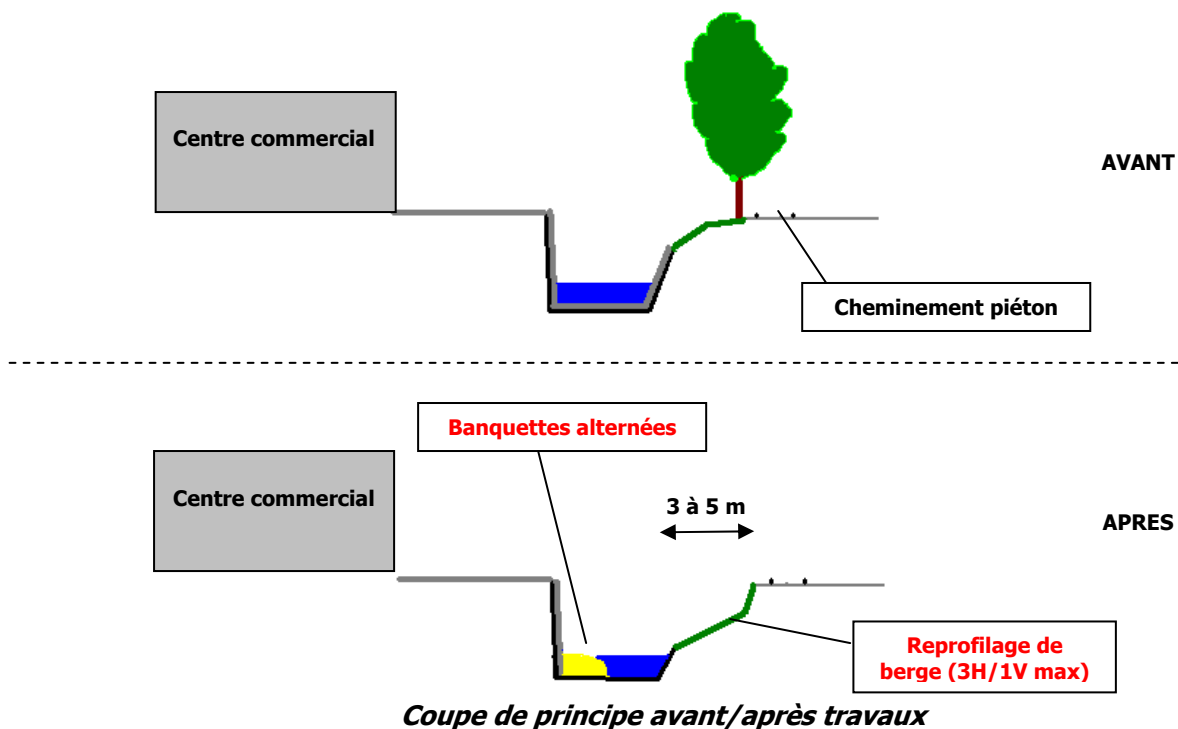 Centre commercial
AVANT
Cheminement piéton
Banquettes alternées
Centre commercial
3 à 5 m
APRES
Reprofilage de
berge (3H/1V max)
Coupe de principe avant/après travaux